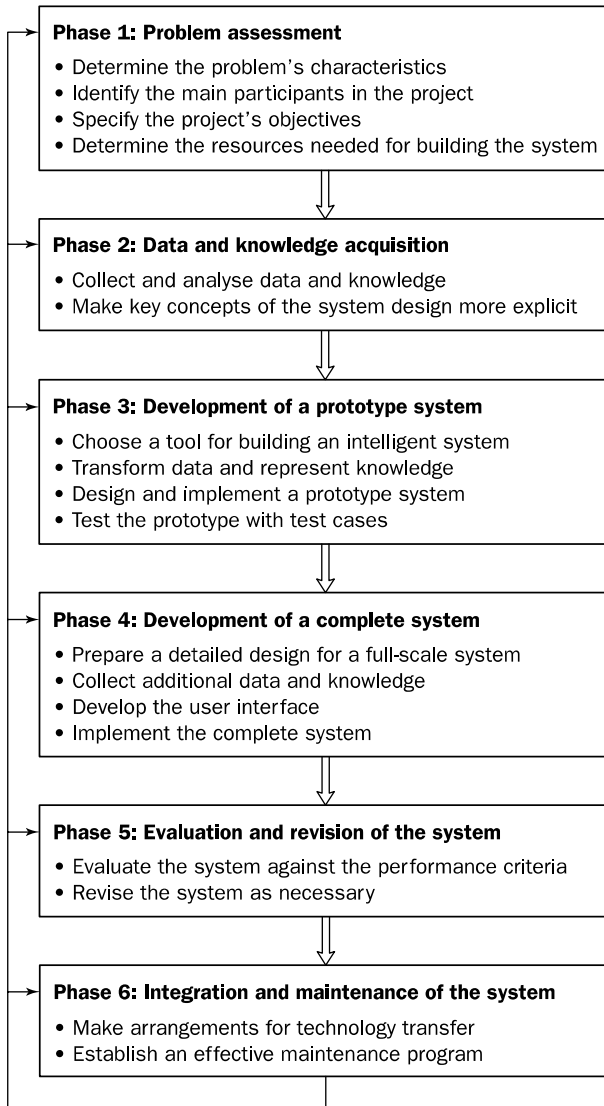 Phase 1: Problem assessment
• Determine the problem's characteristics
• Identify the main participants in the project
• Specify the project's objectives
• Determine the resources needed for building the system
Phase 2: Data and knowledge acquisition
• Collect and analyse data and knowledge
• Make key concepts of the system design more explicit
Phase 3: Development of a prototype system
• Choose a tool for building an intelligent system
• Transform data and represent knowledge
• Design and implement a prototype system
• Test the prototype with test cases
Phase 4: Development of a complete system
• Prepare a detailed design for a full-scale system
• Collect additional data and knowledge
• Develop the user interface
• Implement the complete system
Phase 5: Evaluation and revision of the system
• Evaluate the system against the performance criteria
• Revise the system as necessary
Phase 6: Integration and maintenance of the system
• Make arrangements for technology transfer
• Establish an effective maintenance program